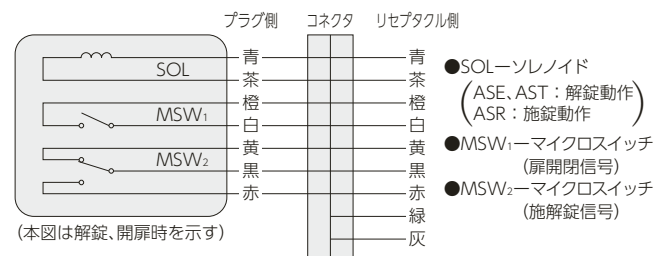 プラグ側 コネクタ リセプタクル側
SOL
MSW₁
MSW₂
青 青
茶 茶
橙 橙
白 白
黄 黄
黒 黒
赤 赤
緑
灰
(本図は解錠、開扉時を示す)
●SOLーソレノイド
(ASE、AST：解錠動作
ASR：施錠動作)
●MSW₁ーマイクロスイッチ
(扉開閉信号)
●MSW₂ーマイクロスイッチ
(施解錠信号)